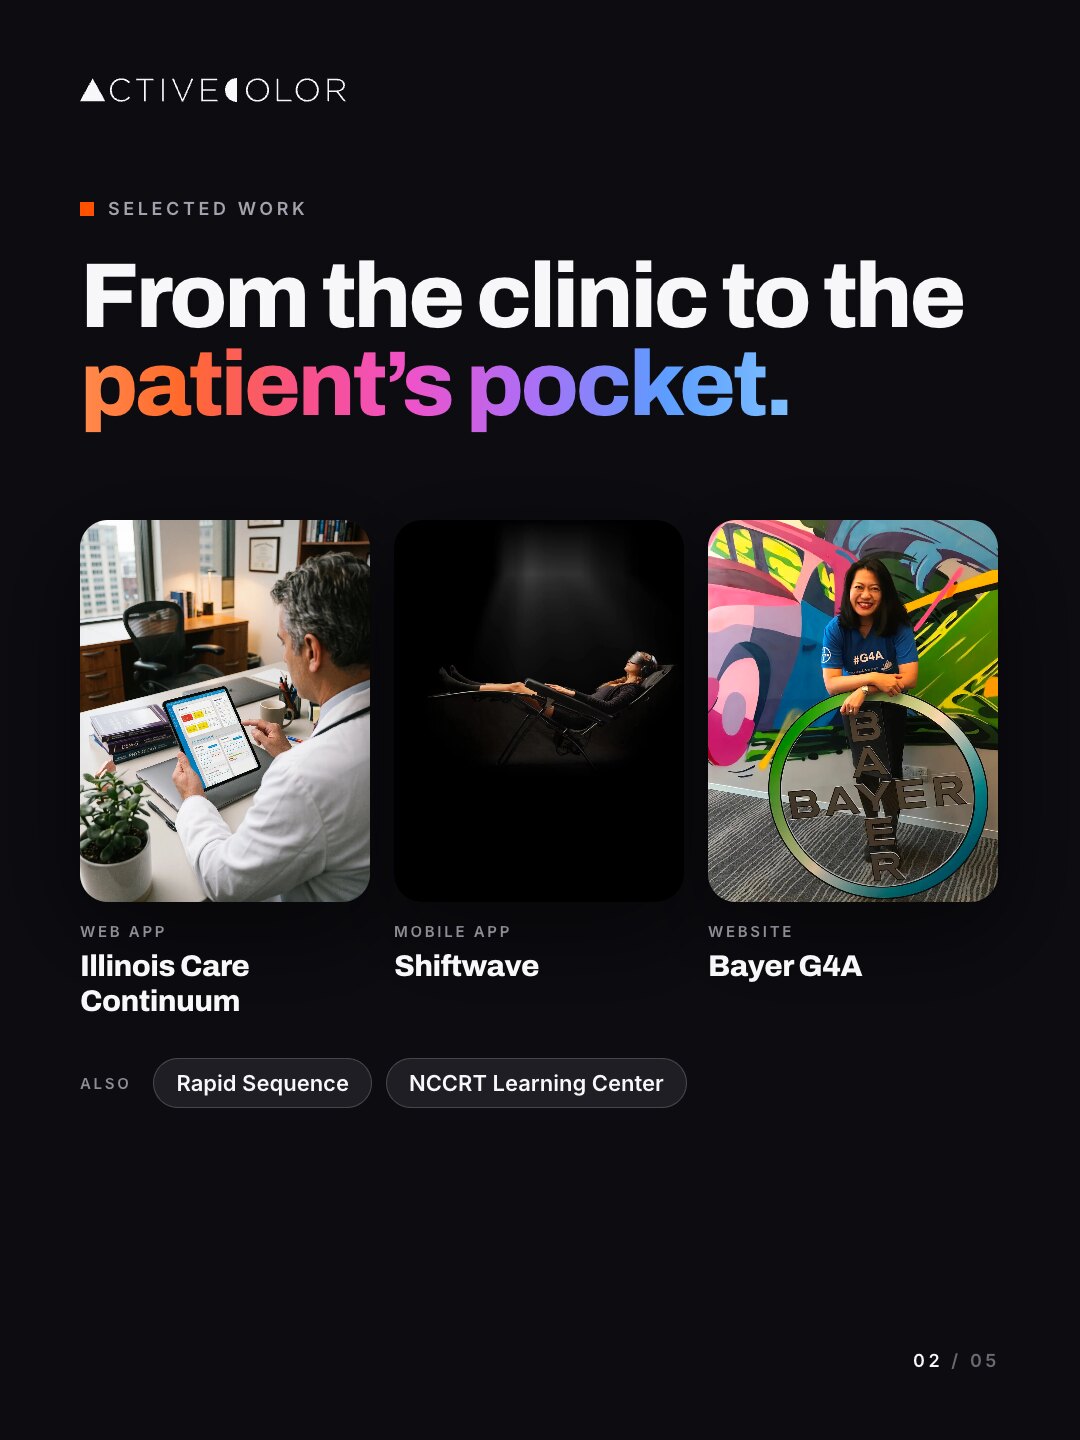 ACTIVECOLOR
SELECTED WORK
From the clinic to the
patient’s pocket.
#G4A
BAYER
BAYER
WEB APP
Illinois Care
Continuum
MOBILE APP
Shiftwave
WEBSITE
Bayer G4A
ALSO
Rapid Sequence
NCCRT Learning Center
02 / 05